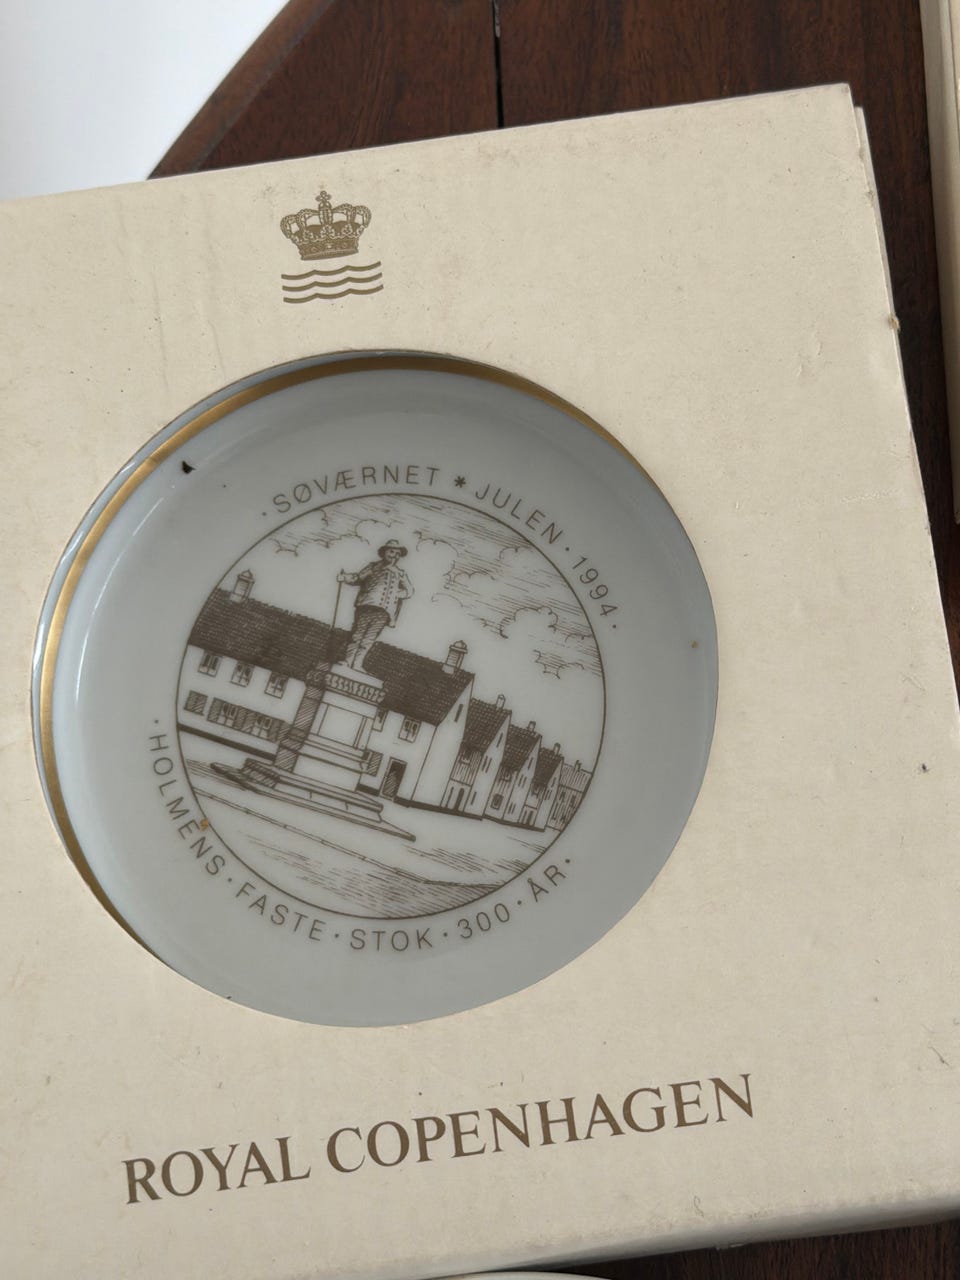 · SØVÆRNET * JULEN · 1994 ·
· HOLMENS · FASTE · STOK · 300 · ÅR ·
ROYAL COPENHAGEN